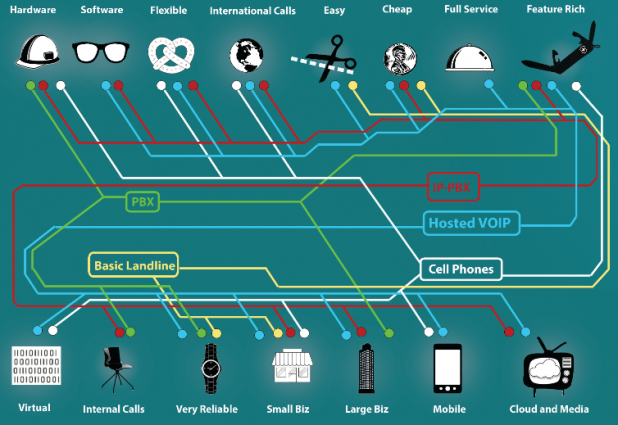 Hardware
Software
Flexible
International Calls
Easy
Cheap
Full Service
Feature Rich
IP-PBX
PBX
Hosted VOIP
Basic Landline
Cell Phones
Virtual
Internal Calls
Very Reliable
Small Biz
Large Biz
Mobile
Cloud and Media